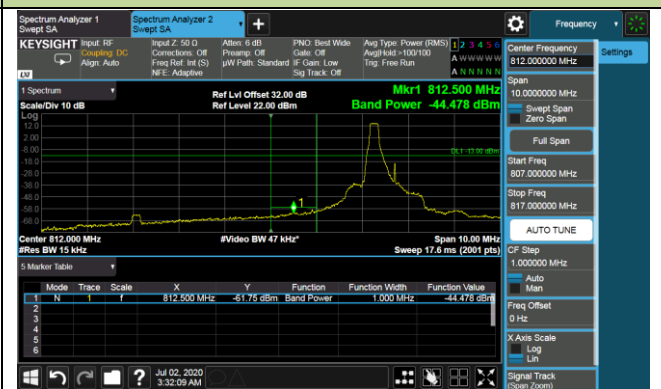 Spectrum Analyzer 1
Swept SA
Spectrum Analyzer 2
Swept SA
Frequency
KEYSIGHT
Input: RF
Coupling: DC
Align: Auto
Input Z: 50 Ω
Corrections: Off
Freq Ref: Int (S)
NFE: Adaptive
Atten: 6 dB
Preamp: Off
µW Path: Standard
PNO: Best Wide
Gate: Off
IF Gain: Low
Sig Track: Off
Avg Type: Power (RMS)
Avg|Hold:>100/100
Trig: Free Run
1 2 3 4 5 6
A W W W W W
A N N N N N
LXI
1 Spectrum
Scale/Div 10 dB
Ref Lvl Offset 32.00 dB
Ref Level 22.00 dBm
Mkr1 812.500 MHz
Band Power -44.478 dBm
Log
12.0
2.00
-8.00
-18.0
-28.0
-38.0
-48.0
-58.0
-68.0
DL1 -13.00 dBm
1
Center 812.000 MHz
#Res BW 15 kHz
#Video BW 47 kHz*
Span 10.00 MHz
Sweep 17.6 ms (2001 pts)
5 Marker Table
Mode Trace Scale X Y Function Function Width Function Value
1 N 1 f 812.500 MHz -61.75 dBm Band Power 1.000 MHz -44.478 dBm
2
3
4
5
6
Jul 02, 2020
3:32:09 AM
Settings
Center Frequency
812.000000 MHz
Span
10.0000000 MHz
Swept Span
Zero Span
Full Span
Start Freq
807.000000 MHz
Stop Freq
817.000000 MHz
AUTO TUNE
CF Step
1.000000 MHz
Auto
Man
Freq Offset
0 Hz
X Axis Scale
Log
Lin
Signal Track
(Span Zoom)